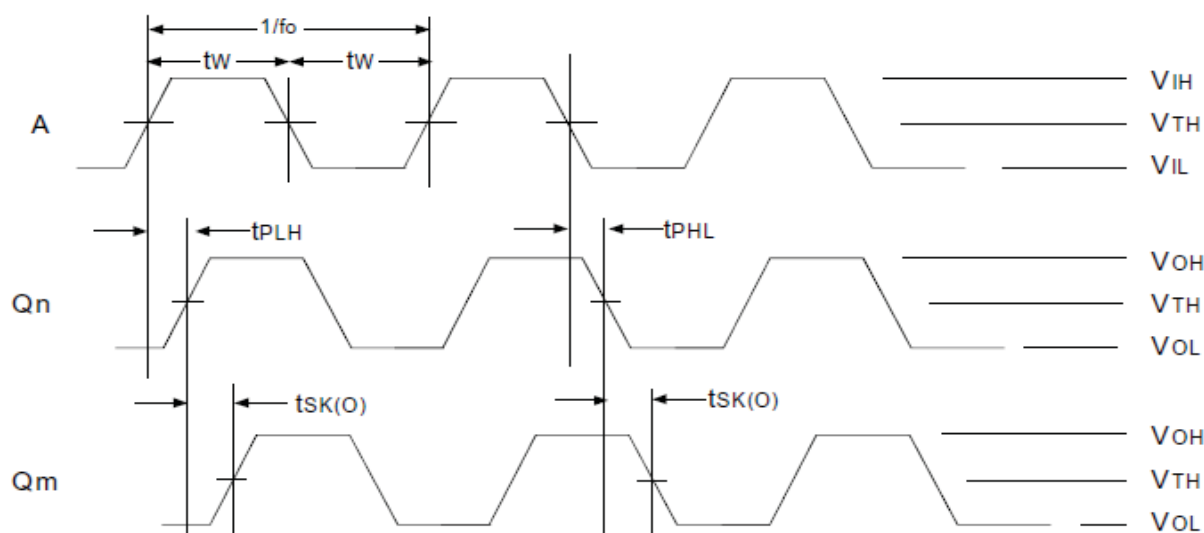 1/fo
tW tW
VIH
A
VTH
VIL
tPLH
tPHL
VOH
Qn
VTH
VOL
tSK(O)
tSK(O)
VOH
Qm
VTH
VOL